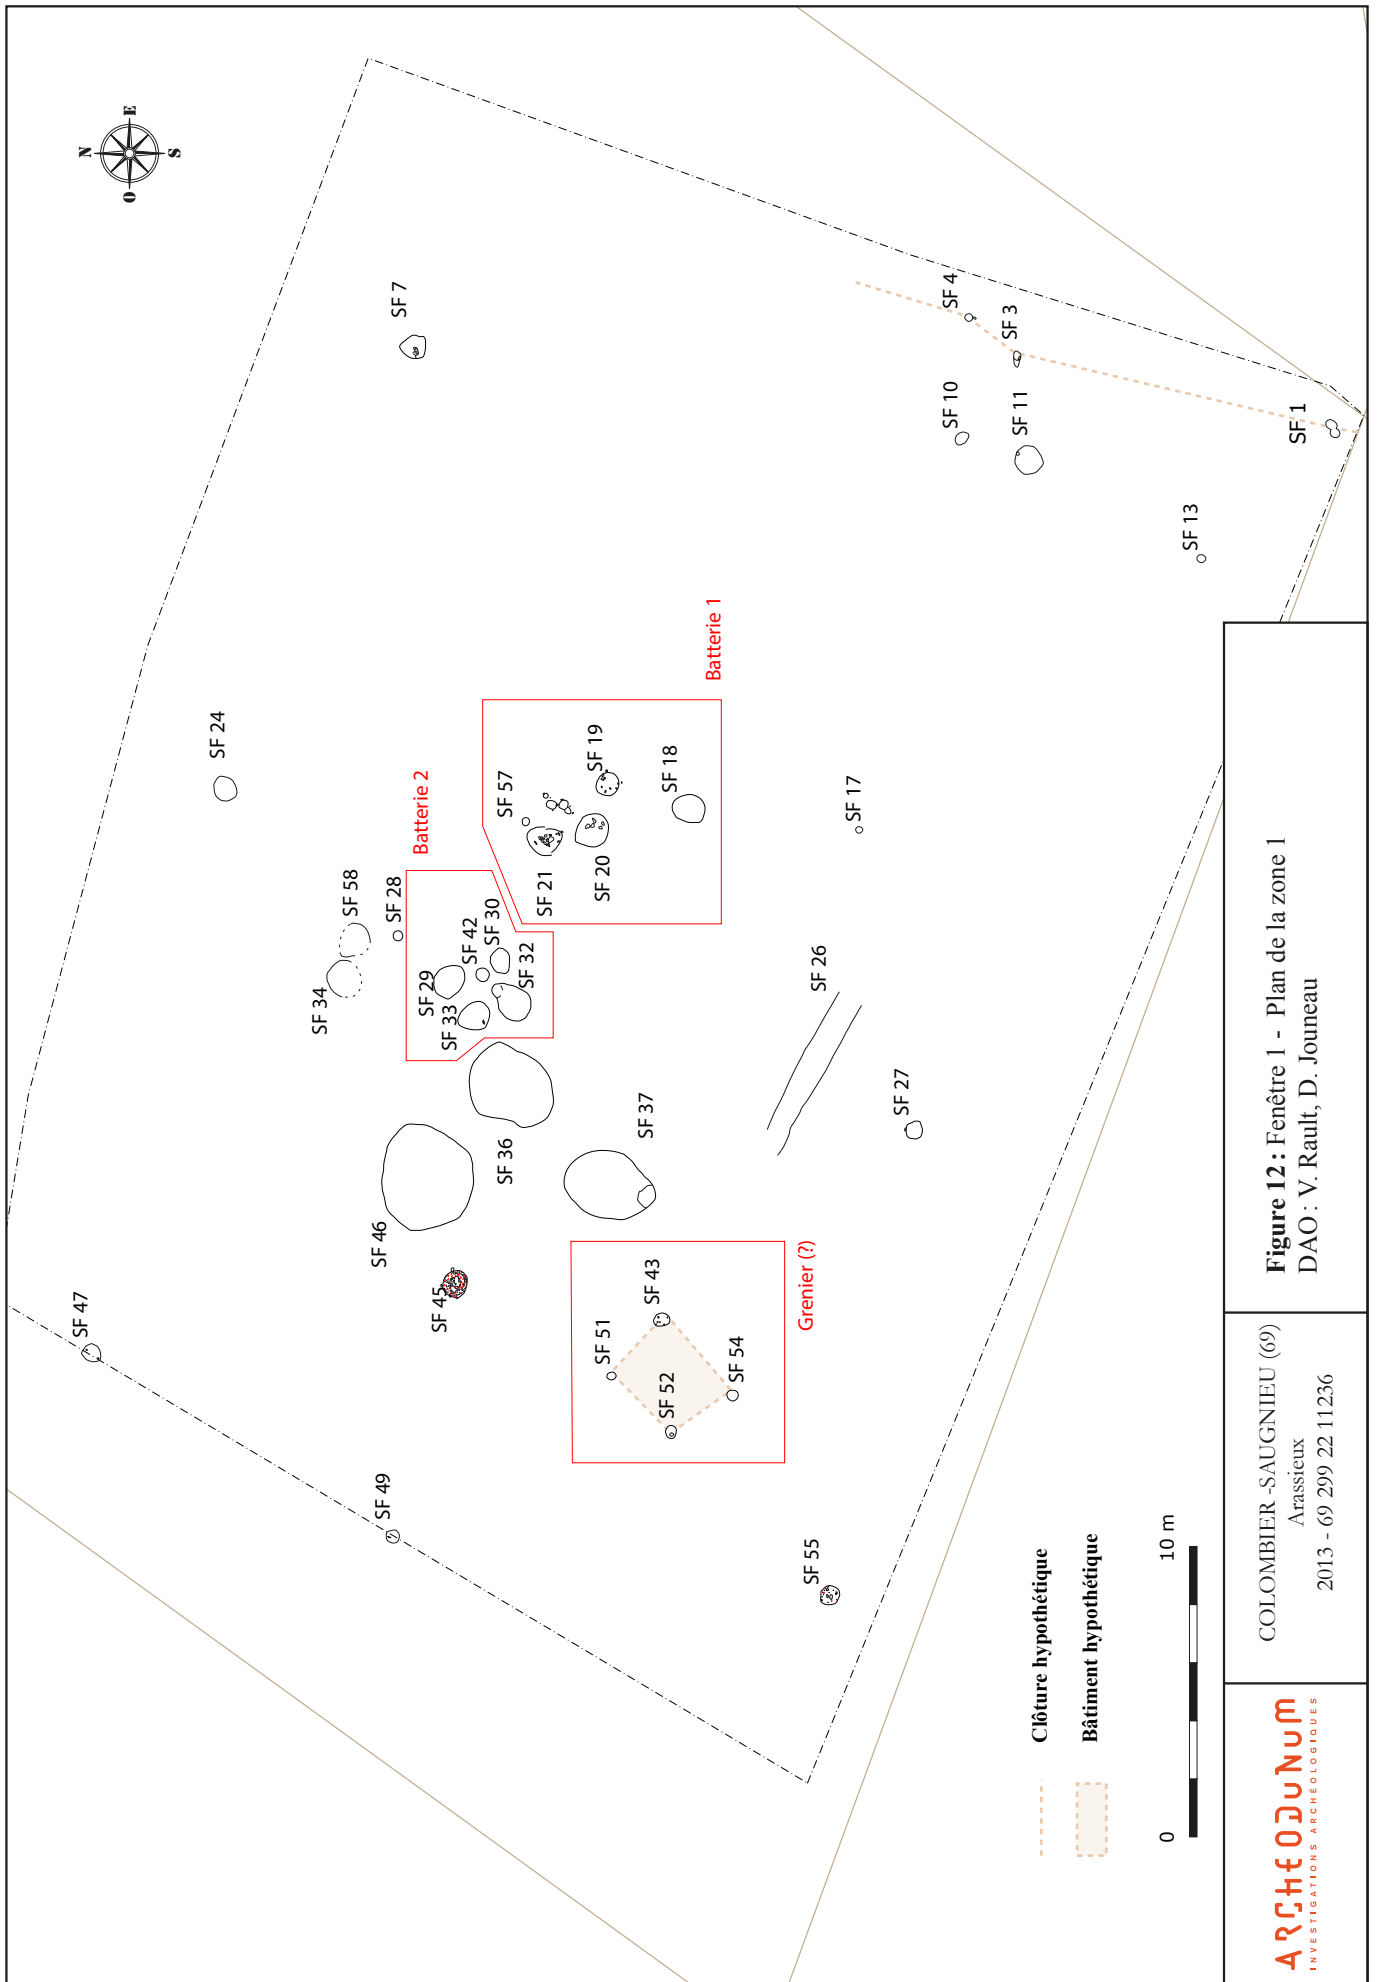 N
O
E
S
SF 47
SF 49
SF 24
SF 34
SF 58
SF 28
SF 7
SF 46
SF 45
Batterie 2
SF 29
SF 33
SF 42
SF 30
SF 32
SF 36
SF 57
SF 21
SF 20
SF 19
SF 18
Batterie 1
SF 37
SF 51
SF 43
SF 52
SF 54
Grenier (?)
SF 55
SF 26
SF 27
SF 17
SF 4
SF 3
SF 10
SF 11
SF 13
SF 1
Clôture hypothétique
Bâtiment hypothétique
0
10 m
ARCHEODUNUM
INVESTIGATIONS ARCHÉOLOGIQUES
COLOMBIER -SAUGNIEU (69)
Arassieux
2013 - 69 299 22 11236
Figure 12 : Fenêtre 1 - Plan de la zone 1
DAO : V. Rault, D. Jouneau